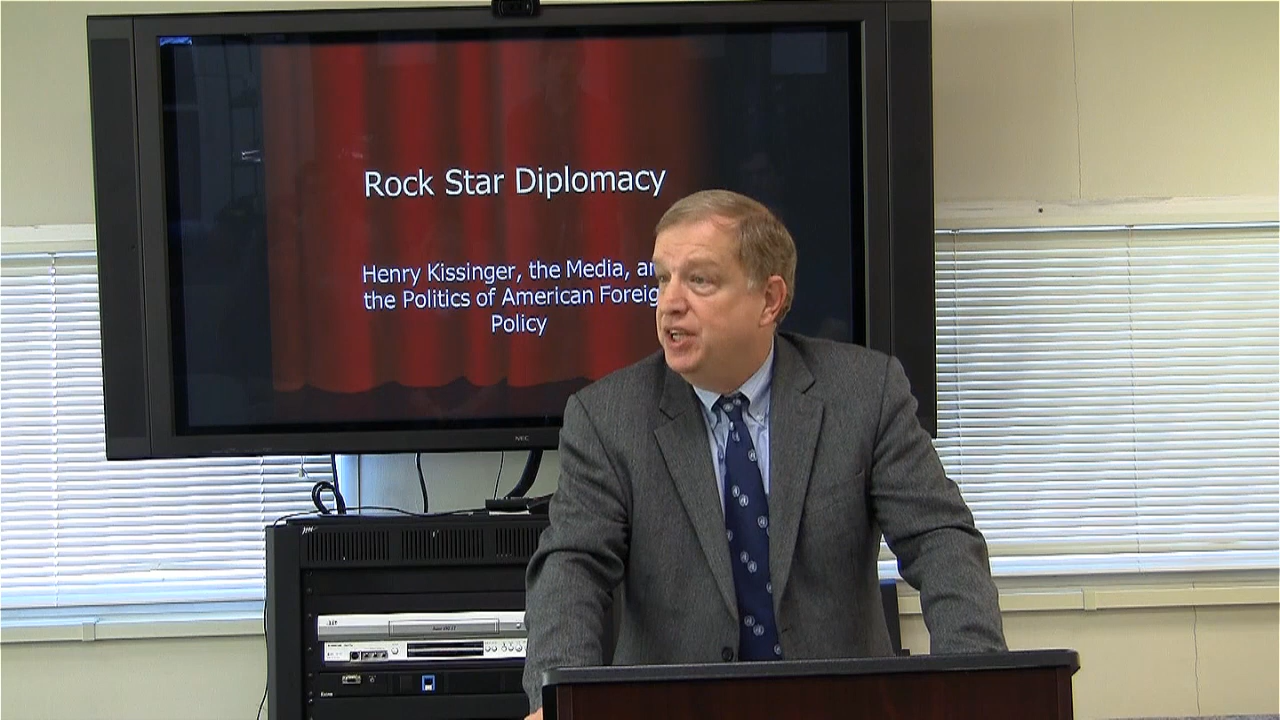 Rock Star Diplomacy
Henry Kissinger, the Media, an
the Politics of American Foreig
Policy
NEC